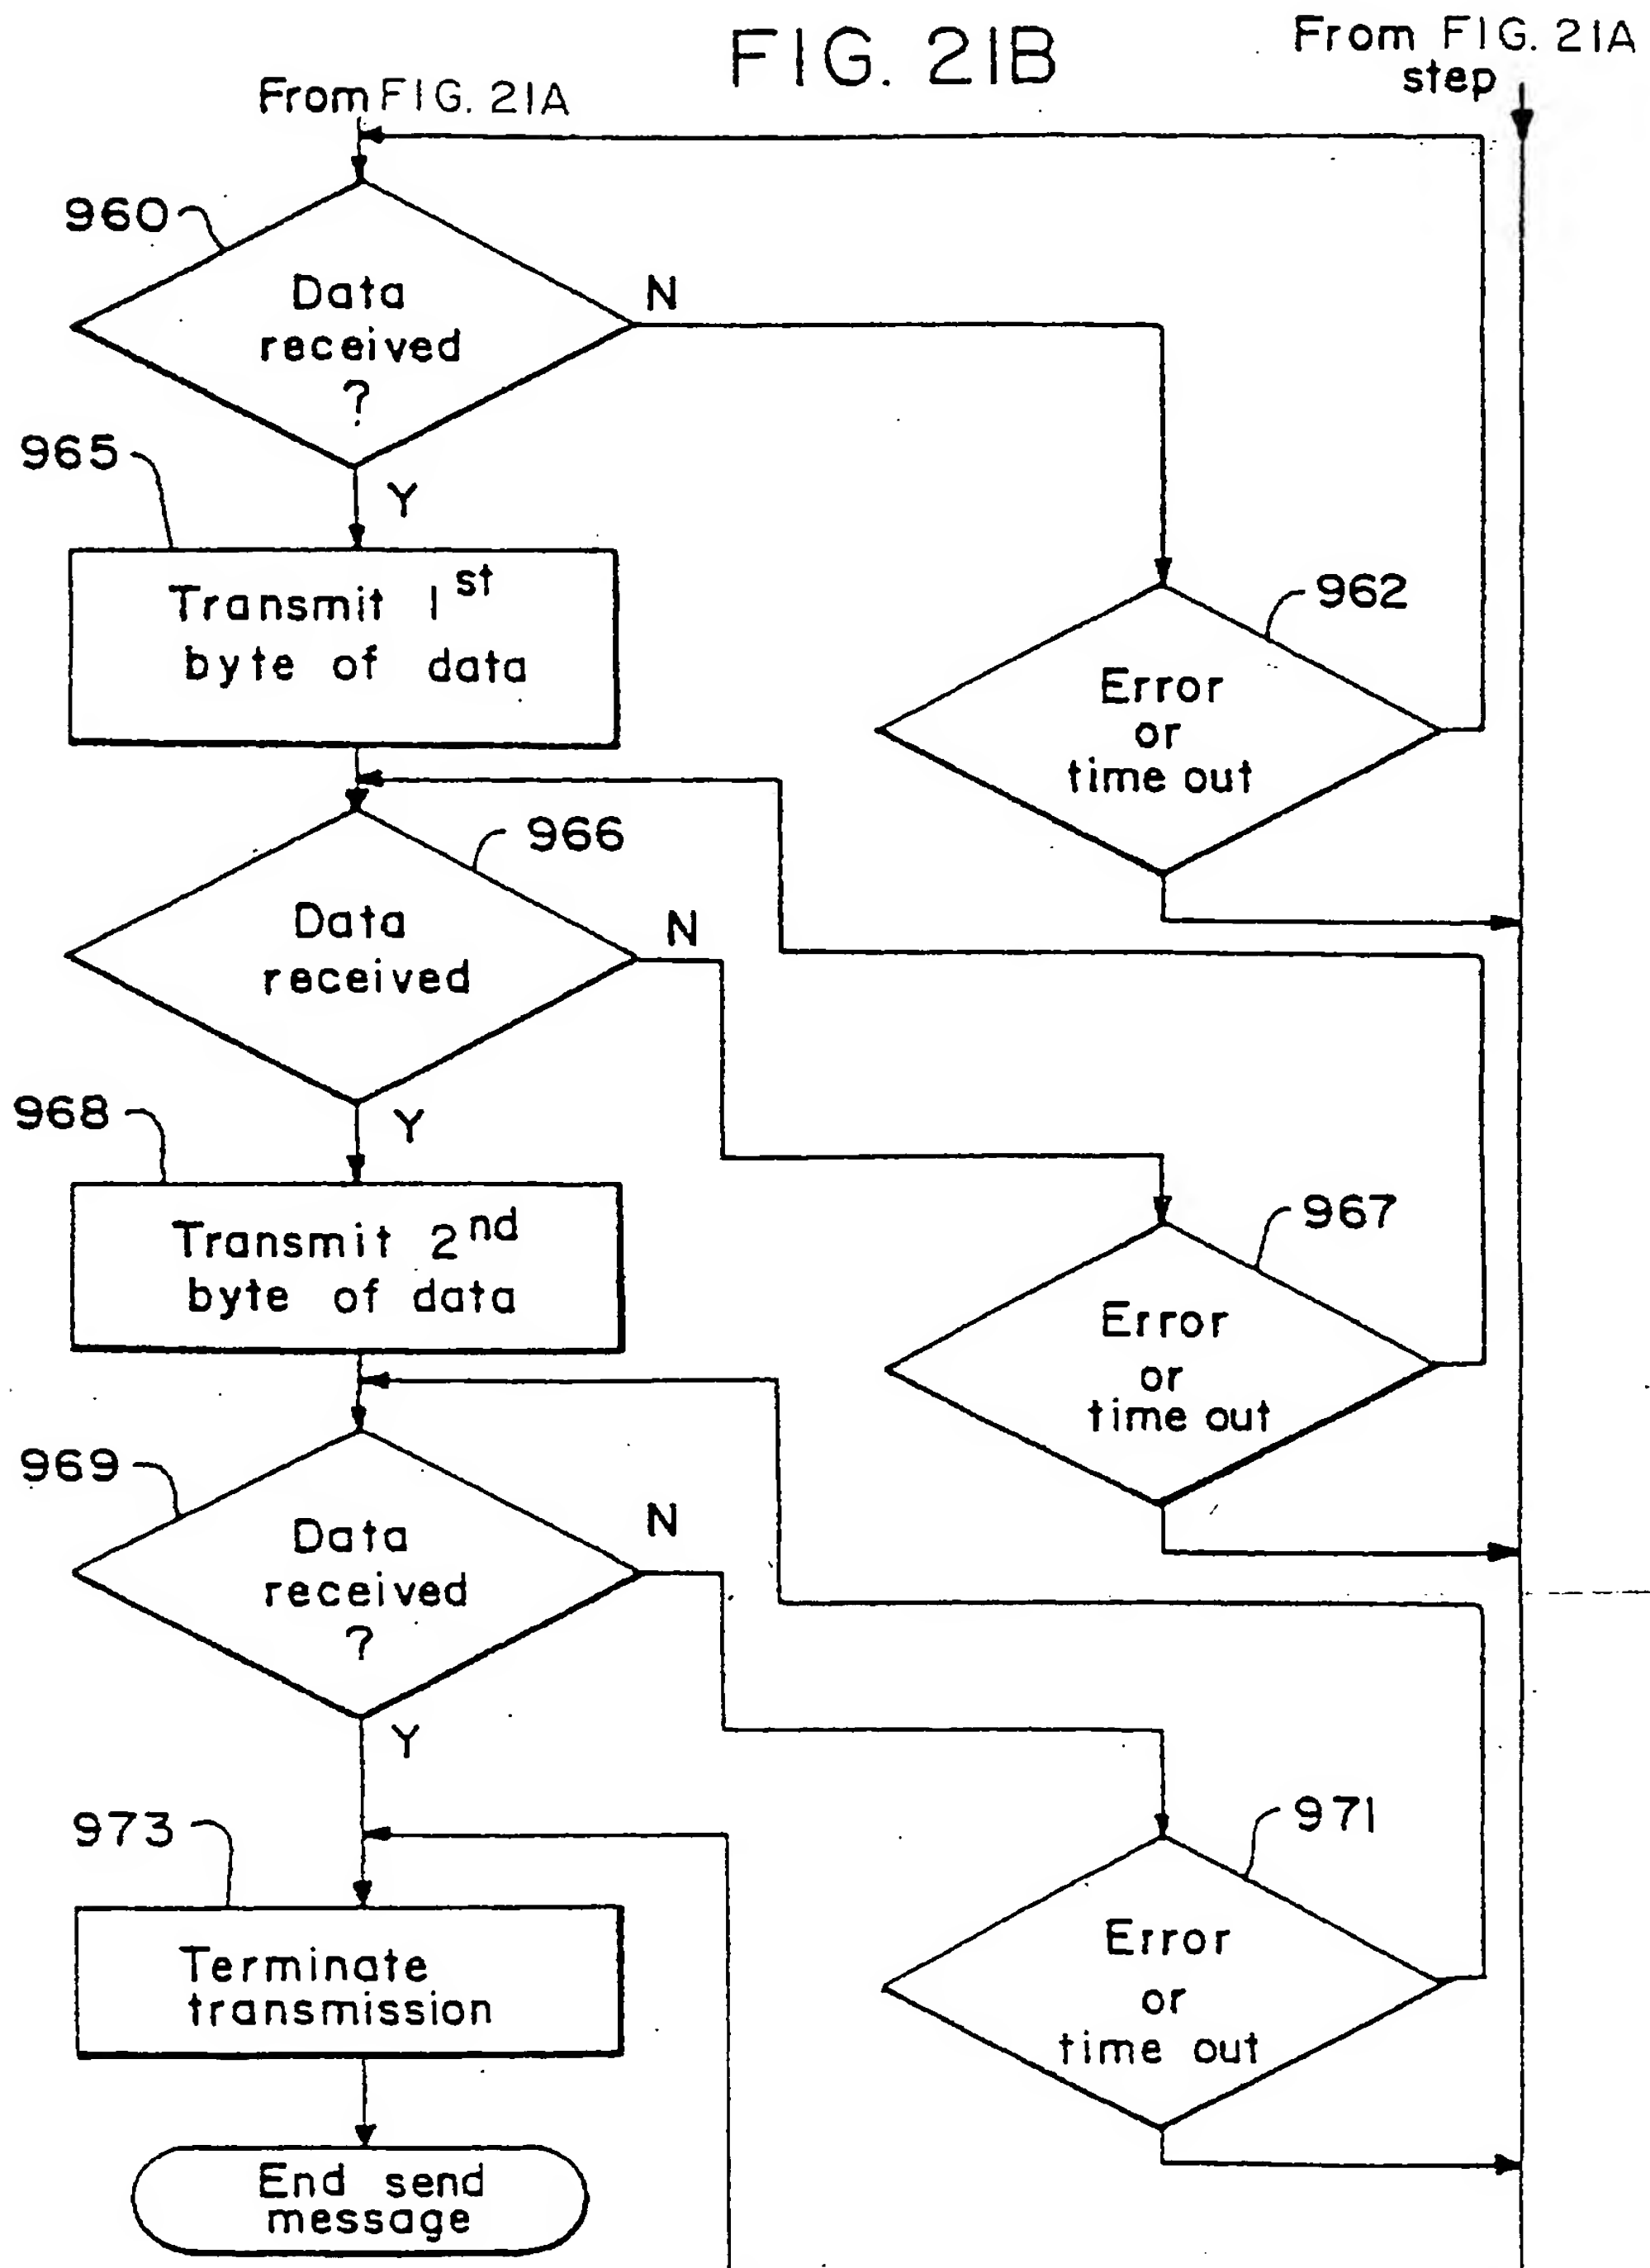 FIG. 21B
From FIG. 21A
step
From FIG. 21A
960
Data
received
?
N
Y
965
Transmit 1st
byte of data
962
Error
or
time out
966
Data
received
N
Y
968
Transmit 2nd
byte of data
967
Error
or
time out
969
Data
received
?
N
Y
973
Terminate
transmission
971
Error
or
time out
End send
message